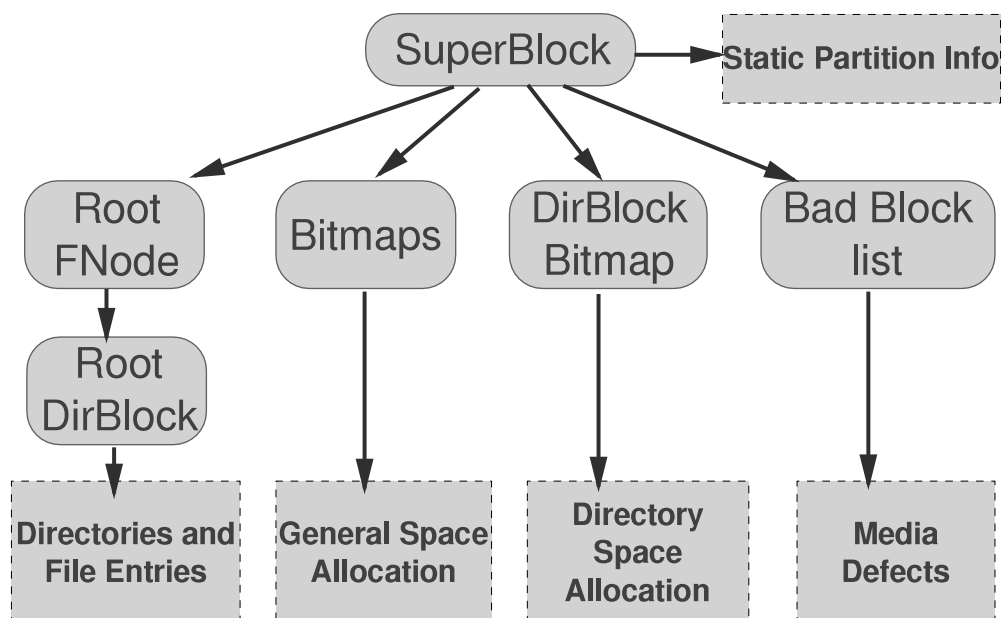 SuperBlock
Static Partition Info
Root
FNode
Bitmaps
DirBlock
Bitmap
Bad Block
list
Root
DirBlock
Directories and
File Entries
General Space
Allocation
Directory
Space
Allocation
Media
Defects